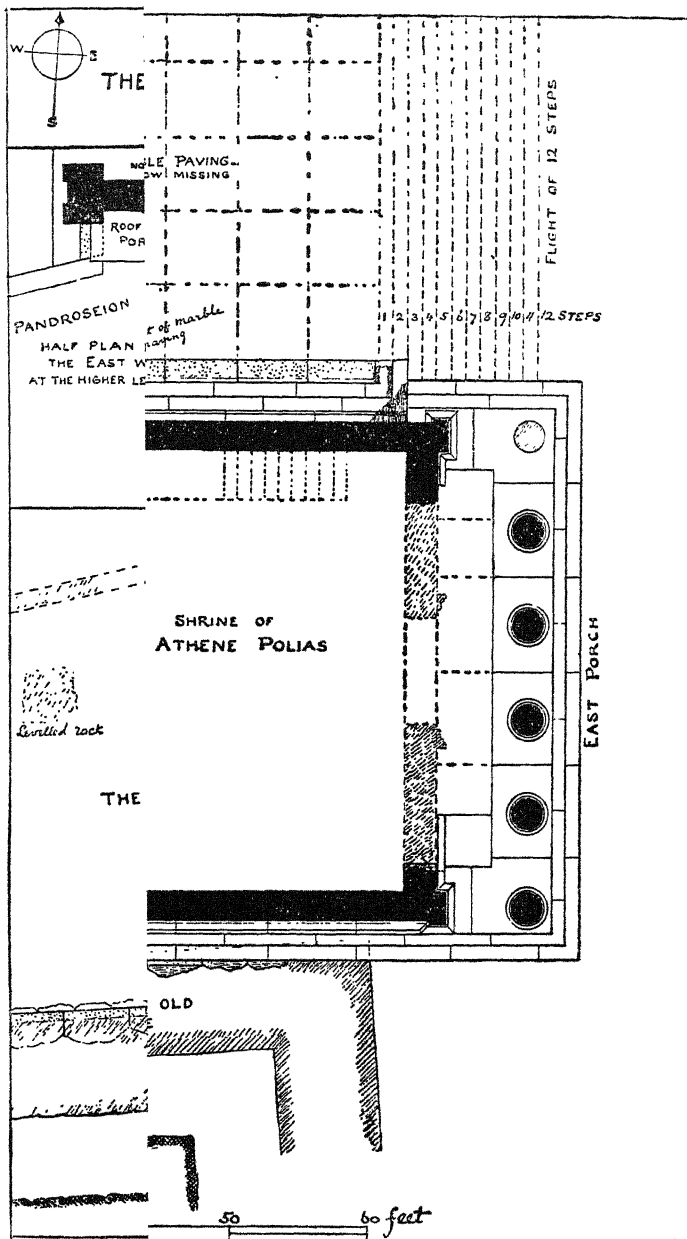 W E
S
THE
LE PAVING
OW MISSING
ROOF
POR
FLIGHT OF 12 STEPS
1 2 3 4 5 6 7 8 9 10 11 12 STEPS
PANDROSEION
of marble
paving
HALF PLAN
THE EAST W
AT THE HIGHER LE
SHRINE OF
ATHENE POLIAS
EAST PORCH
Levelled rock
THE
OLD
50 60 feet